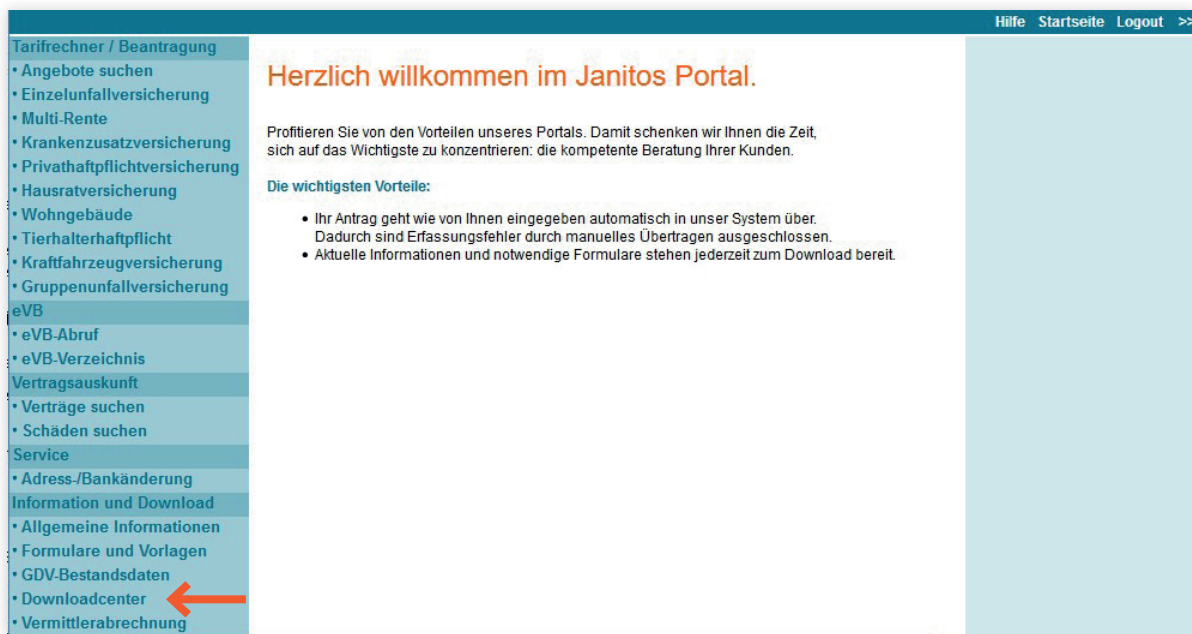 Hilfe Startseite Logout >>
Tarifrechner / Beantragung
• Angebote suchen
• Einzelunfallversicherung
• Multi-Rente
• Krankenzusatzversicherung
• Privathaftpflichtversicherung
• Hausratversicherung
• Wohngebäude
• Tierhalterhaftpflicht
• Kraftfahrzeugversicherung
• Gruppenunfallversicherung
eVB
• eVB-Abruf
• eVB-Verzeichnis
Vertragsauskunft
• Verträge suchen
• Schäden suchen
Service
• Adress-/Bankänderung
Information und Download
• Allgemeine Informationen
• Formulare und Vorlagen
• GDV-Bestandsdaten
• Downloadcenter
• Vermittlerabrechnung
Herzlich willkommen im Janitos Portal.
Profitieren Sie von den Vorteilen unseres Portals. Damit schenken wir Ihnen die Zeit,
sich auf das Wichtigste zu konzentrieren: die kompetente Beratung Ihrer Kunden.
Die wichtigsten Vorteile:
• Ihr Antrag geht wie von Ihnen eingegeben automatisch in unser System über.
Dadurch sind Erfassungsfehler durch manuelles Übertragen ausgeschlossen.
• Aktuelle Informationen und notwendige Formulare stehen jederzeit zum Download bereit.